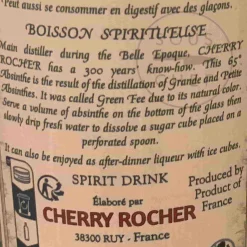 Peut aussi se consommer en digestif avec des glaçons.
BOISSON SPIRITUEUSE
Main distiller during the Belle Epoque, CHERRY
ROCHER has a 300 years' know-how. This 65°
Absinthe is the result of the distillation of Grande and Petite
Absinthes. It was called Green Fee due to its natural color.
Serve a volume of absinthe on the bottom of the glass then
slowly drip fresh water to dissolve a sugar cube placed on a
perforated spoon.
It can also be enjoyed as after-dinner liqueur with ice cubes.
SPIRIT DRINK
Produced by
Product of
France
Élaboré par
CHERRY ROCHER
38300 RUY - France